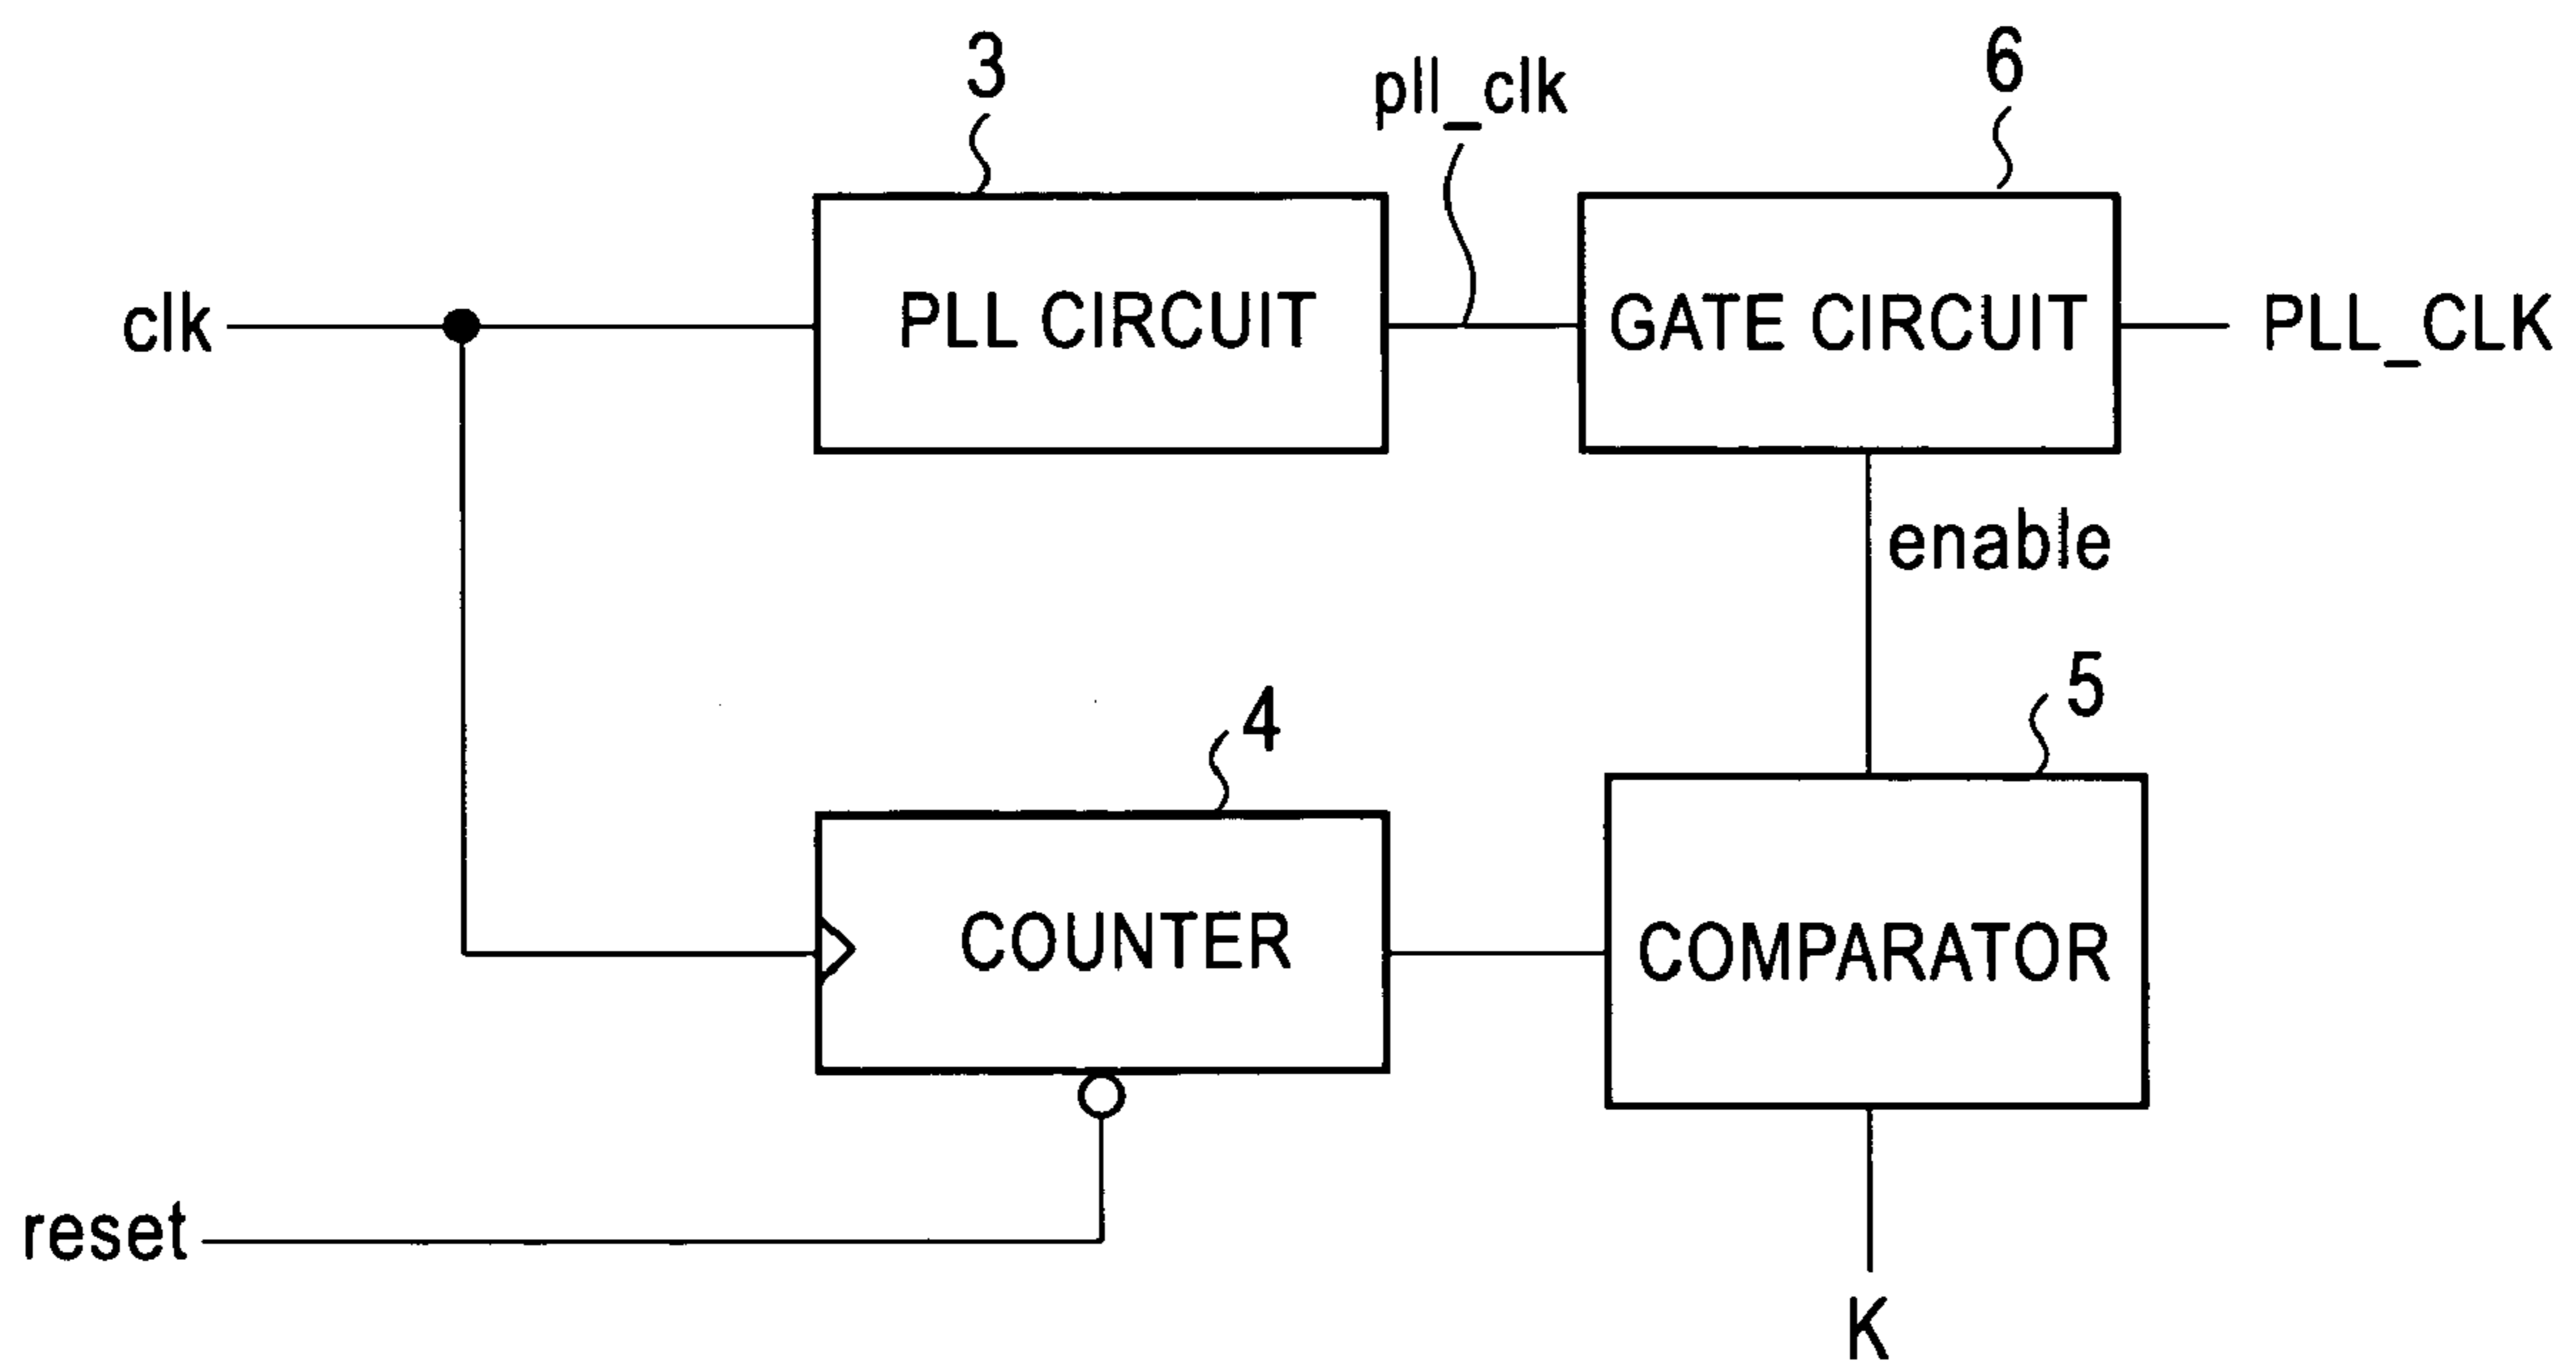 3
pll_clk
6
clk
PLL CIRCUIT
GATE CIRCUIT
PLL_CLK
enable
4
5
COUNTER
COMPARATOR
reset
K